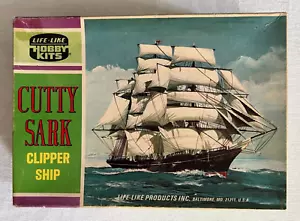 LIFE-LIKE
HOBBY
KITS
CUTTY
SARK
CLIPPER
SHIP
LIFE-LIKE PRODUCTS INC. BALTIMORE, MD. 21211, U.S.A.